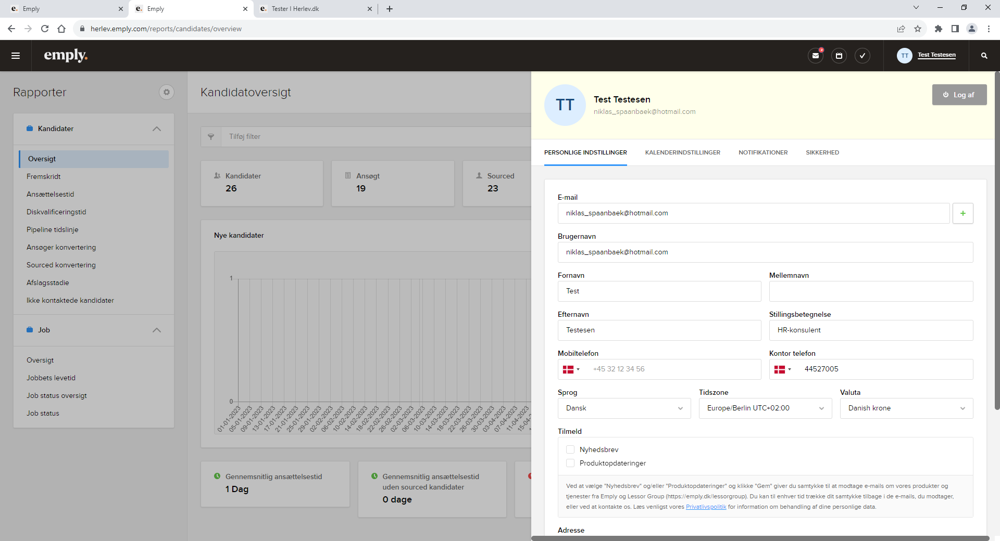 Emply
Emply
Tester I Herlev.dk
herlev.emply.com/reports/candidates/overview
emply.
2
TT
Test Testesen
Rapporter
Kandidater
Oversigt
Fremskridt
Ansættelsestid
Diskvalificeringstid
Pipeline tidslinje
Ansøger konvertering
Sourced konvertering
Afslagsstadie
Ikke kontaktede kandidater
Job
Oversigt
Jobbets levetid
Job status oversigt
Job status
Kandidatoversigt
Tilføj filter
Kandidater
26
Ansøgt
19
Sourced
23
Nye kandidater
1
0
01-01-2023
05-01-2023
09-01-2023
13-01-2023
17-01-2023
21-01-2023
25-01-2023
29-01-2023
02-02-2023
06-02-2023
10-02-2023
14-02-2023
18-02-2023
22-02-2023
26-02-2023
02-03-2023
06-03-2023
10-03-2023
14-03-2023
18-03-2023
22-03-2023
26-03-2023
30-03-2023
03-04-2023
07-04-2023
11-04-2023
Gennemsnitlig ansættelsestid
1 Dag
Gennemsnitlig ansættelsestid
uden sourced kandidater
0 dage
TT
Test Testesen
niklas_spaanbaek@hotmail.com
Log af
PERSONLIGE INDSTILLINGER
KALENDERINDSTILLINGER
NOTIFIKATIONER
SIKKERHED
E-mail
niklas_spaanbaek@hotmail.com
Brugernavn
niklas_spaanbaek@hotmail.com
Fornavn
Test
Mellemnavn
Efternavn
Testesen
Stillingsbetegnelse
HR-konsulent
Mobiltelefon
+45 32 12 34 56
Kontor telefon
44527005
Sprog
Dansk
Tidszone
Europe/Berlin UTC+02:00
Valuta
Danish krone
Tilmeld
Nyhedsbrev
Produktopdateringer
Ved at vælge "Nyhedsbrev" og/eller "Produktopdateringer" og klikke "Gem" giver du samtykke til at modtage e-mails om vores produkter og
tjenester fra Emply og Lessor Group (https://emply.dk/lessorgroup). Du kan til enhver tid trække dit samtykke tilbage i de e-mails, du modtager,
eller ved at kontakte os. Læs venligst vores Privatlivspolitik for information om behandling af dine personlige data.
Adresse